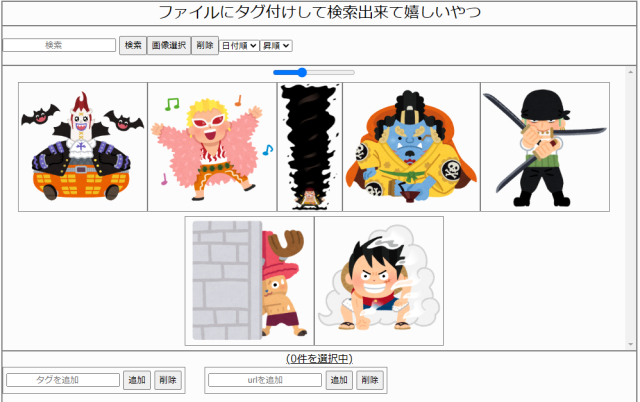 ファイルにタグ付けして検索出来て嬉しいやつ
検索 検索 画像選択 削除 日付順 昇順
(0件を選択中)
タグを追加 追加 削除 urlを追加 追加 削除